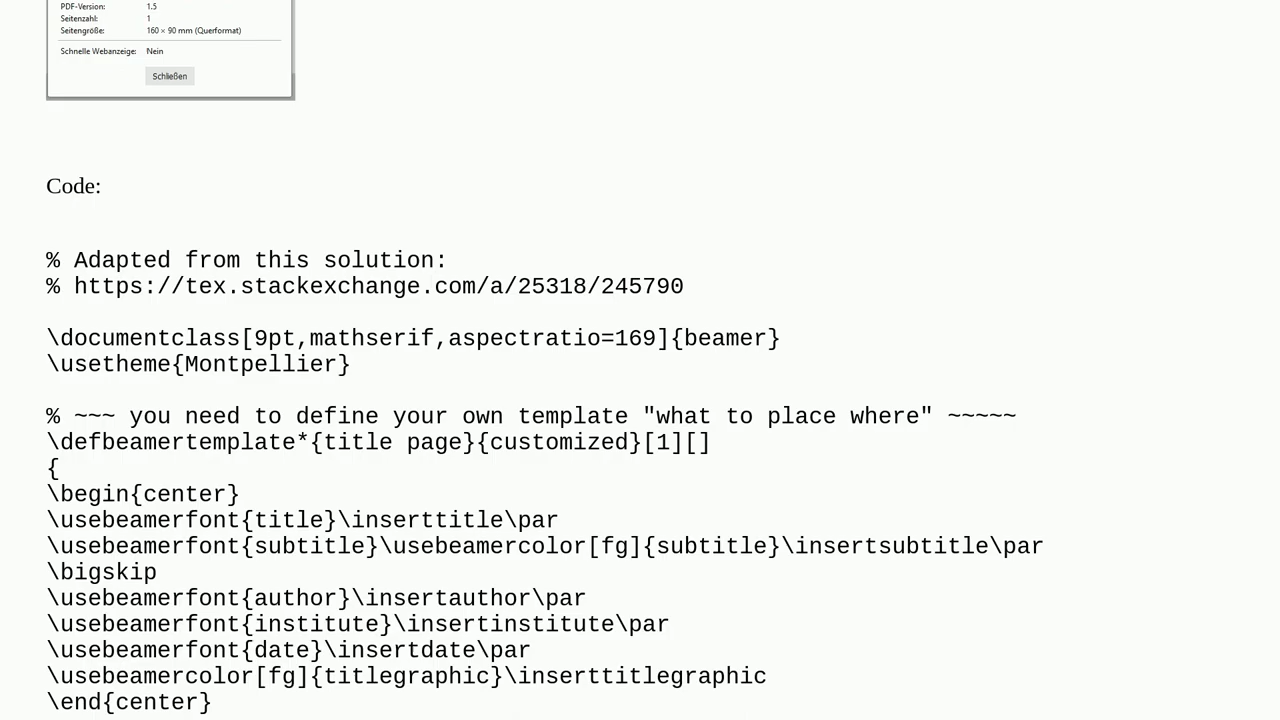 PDF-Version: 1.5
Seitenzahl: 1
Seitengröße: 160 × 90 mm (Querformat)
Schnelle Webanzeige: Nein
Schließen
Code:
% Adapted from this solution:
% https://tex.stackexchange.com/a/25318/245790
\documentclass[9pt,mathserif,aspectratio=169]{beamer}
\usetheme{Montpellier}
% ~~~ you need to define your own template "what to place where" ~~~~~
\defbeamertemplate*{title page}{customized}[1][]
{
\begin{center}
\usebeamerfont{title}\inserttitle\par
\usebeamerfont{subtitle}\usebeamercolor[fg]{subtitle}\insertsubtitle\par
\bigskip
\usebeamerfont{author}\insertauthor\par
\usebeamerfont{institute}\insertinstitute\par
\usebeamerfont{date}\insertdate\par
\usebeamercolor[fg]{titlegraphic}\inserttitlegraphic
\end{center}